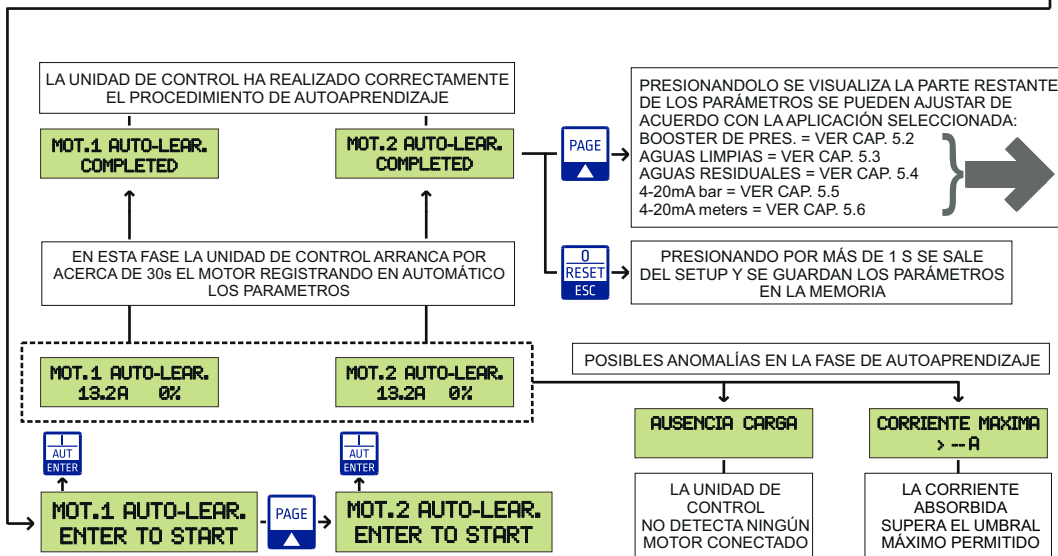 LA UNIDAD DE CONTROL HA REALIZADO CORRECTAMENTE
EL PROCEDIMIENTO DE AUTOAPRENDIZAJE
MOT.1 AUTO-LEAR.
COMPLETED
MOT.2 AUTO-LEAR.
COMPLETED
PAGE
PRESIONANDOLO SE VISUALIZA LA PARTE RESTANTE
DE LOS PARÁMETROS SE PUEDEN AJUSTAR DE
ACUERDO CON LA APLICACIÓN SELECCIONADA:
BOOSTER DE PRES. = VER CAP. 5.2
AGUAS LIMPIAS = VER CAP. 5.3
AGUAS RESIDUALES = VER CAP. 5.4
4-20mA bar = VER CAP. 5.5
4-20mA meters = VER CAP. 5.6
EN ESTA FASE LA UNIDAD DE CONTROL ARRANCA POR
ACERCA DE 30s EL MOTOR REGISTRANDO EN AUTOMÁTICO
LOS PARAMETROS
0
RESET
ESC
PRESIONANDO POR MÁS DE 1 S SE SALE
DEL SETUP Y SE GUARDAN LOS PARÁMETROS
EN LA MEMORIA
MOT.1 AUTO-LEAR.
13.2A 0%
MOT.2 AUTO-LEAR.
13.2A 0%
POSIBLES ANOMALÍAS EN LA FASE DE AUTOAPRENDIZAJE
AUSENCIA CARGA
CORRIENTE MAXIMA
> --A
I
AUT
ENTER
I
AUT
ENTER
MOT.1 AUTO-LEAR.
ENTER TO START
PAGE
MOT.2 AUTO-LEAR.
ENTER TO START
LA UNIDAD DE
CONTROL
NO DETECTA NINGÚN
MOTOR CONECTADO
LA CORRIENTE
ABSORBIDA
SUPERA EL UMBRAL
MÁXIMO PERMITIDO